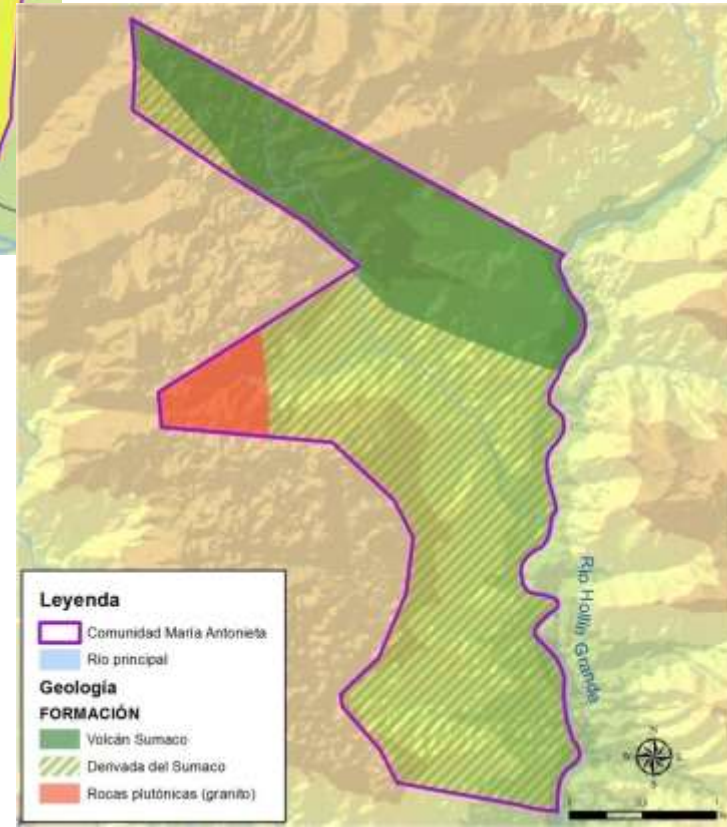 Río Hollín Grande
Leyenda
Comunidad María Antonieta
Río principal
Geología
FORMACIÓN
Volcán Sumaco
Derivada del Sumaco
Rocas plutónicas (granito)
N
S